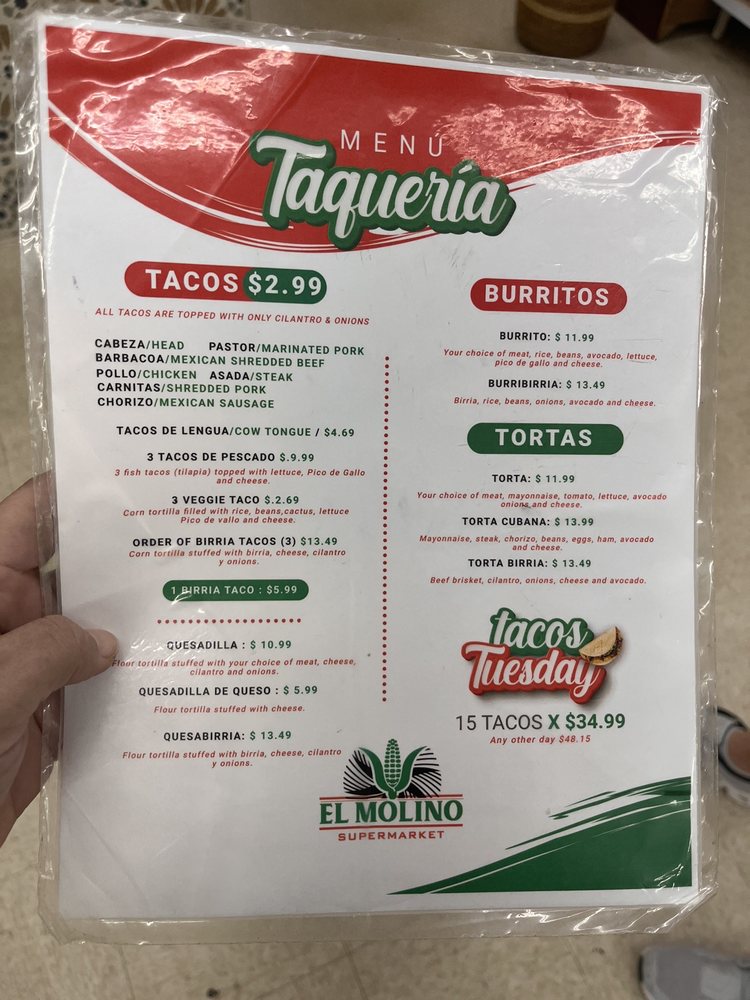 MENÚ
Taquería
TACOS $2.99
ALL TACOS ARE TOPPED WITH ONLY CILANTRO & ONIONS
CABEZA/HEAD PASTOR/MARINATED PORK
BARBACOA/MEXICAN SHREDDED BEEF
POLLO/CHICKEN ASADA/STEAK
CARNITAS/SHREDDED PORK
CHORIZO/MEXICAN SAUSAGE
TACOS DE LENGUA/COW TONGUE / $4.69
3 TACOS DE PESCADO $.9.99
3 fish tacos (tilapia) topped with lettuce, Pico de Gallo
and cheese.
3 VEGGIE TACO $.2.69
Corn tortilla filled with rice, beans,cactus, lettuce
Pico de vallo and cheese.
ORDER OF BIRRIA TACOS (3) $13.49
Corn tortilla stuffed with birria, cheese, cilantro
y onions.
1 BIRRIA TACO : $5.99
QUESADILLA : $ 10.99
Flour tortilla stuffed with your choice of meat, cheese,
cilantro and onions.
QUESADILLA DE QUESO : $ 5.99
Flour tortilla stuffed with cheese.
QUESABIRRIA: $ 13.49
Flour tortilla stuffed with birria, cheese, cilantro
y onions.
BURRITOS
BURRITO: $ 11.99
Your choice of meat, rice, beans, avocado, lettuce,
pico de gallo and cheese.
BURRIBIRRIA: $ 13.49
Birria, rice, beans, onions, avocado and cheese.
TORTAS
TORTA: $ 11.99
Your choice of meat, mayonnaise, tomato, lettuce, avocado
onions and cheese.
TORTA CUBANA: $ 13.99
Mayonnaise, steak, chorizo, beans, eggs, ham, avocado
and cheese.
TORTA BIRRIA: $ 13.49
Beef brisket, cilantro, onions, cheese and avocado.
tacos
Tuesday
15 TACOS X $34.99
Any other day $48.15
EL MOLINO
SUPERMARKET